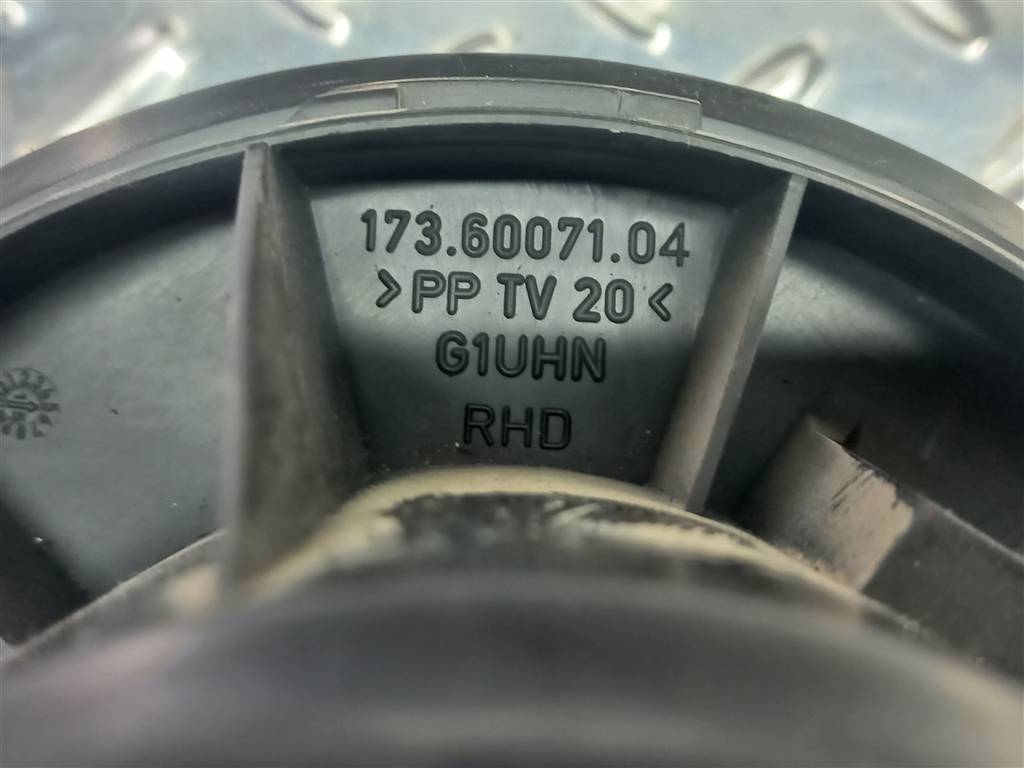 173.60071.04
>PP TV 20<
G1UHN
RHD